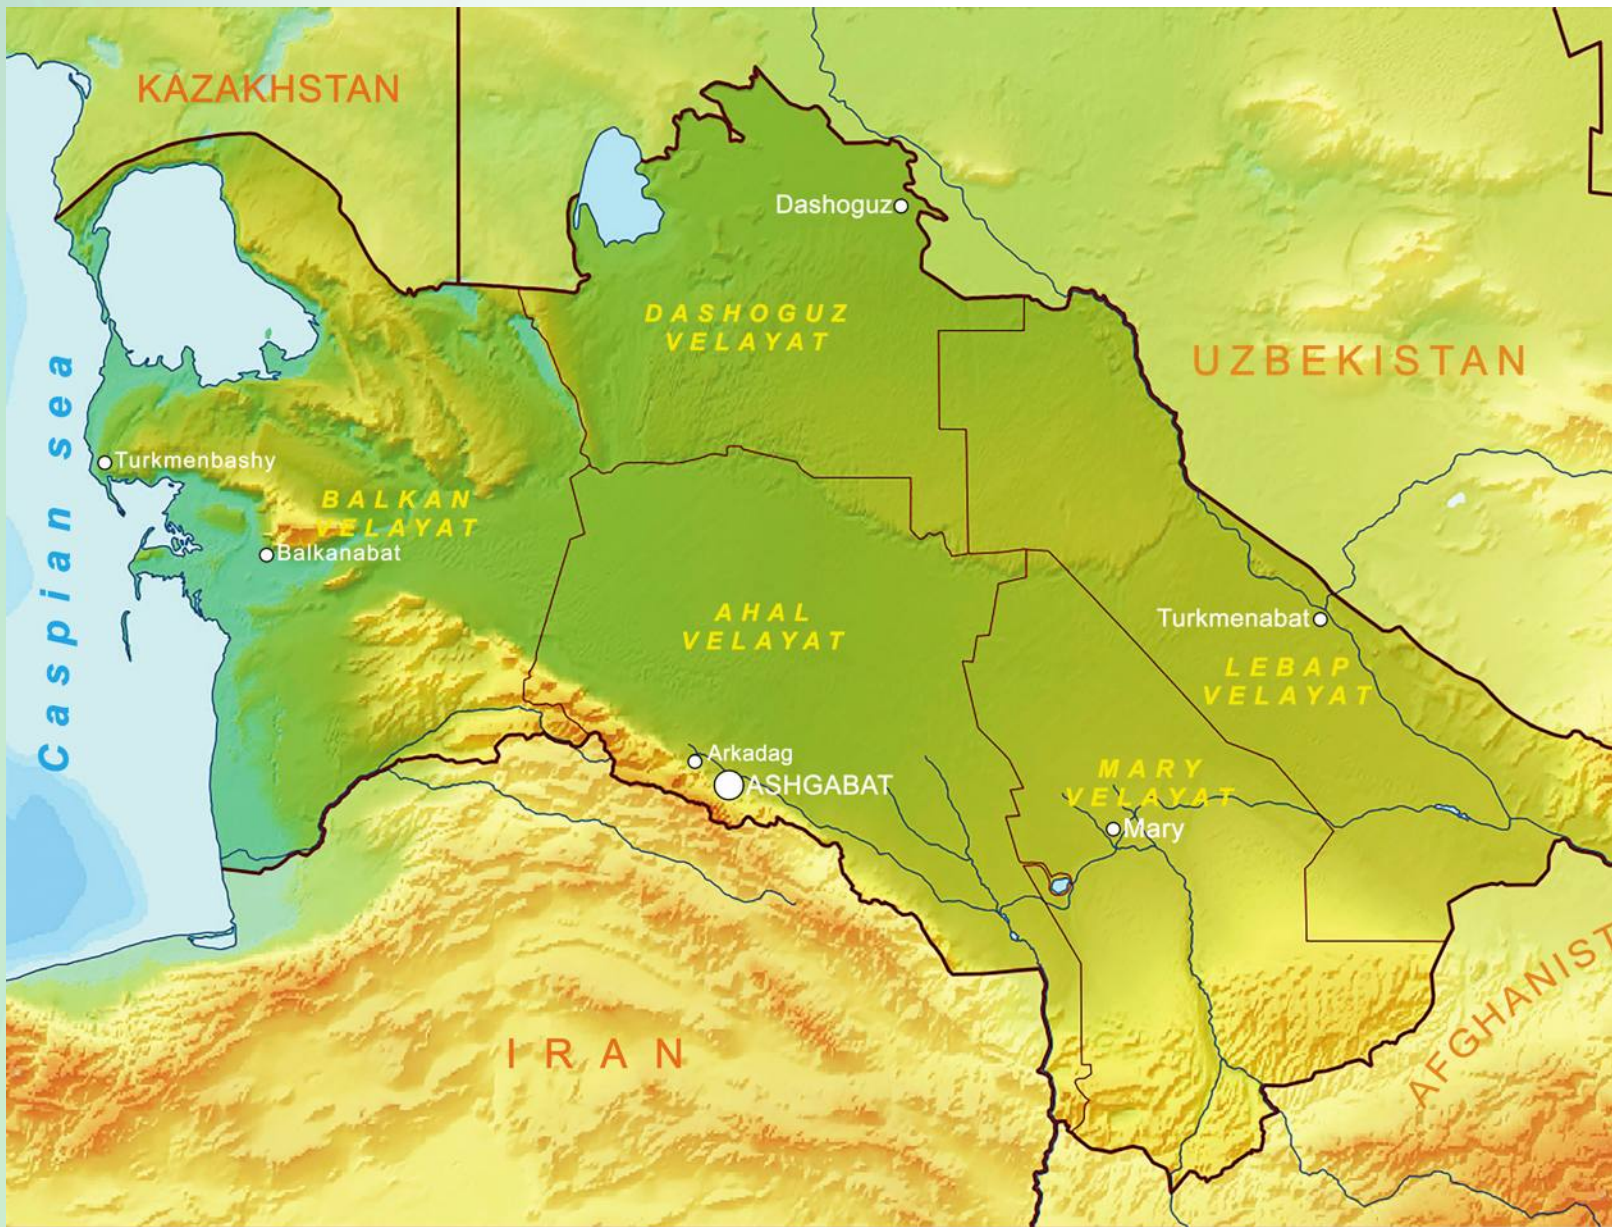 KAZAKHSTAN
Dashoguz
DASHOGUZ
VELAYAT
UZBEKISTAN
Caspian sea
Turkmenbashy
BALKAN
VELAYAT
Balkanabat
AHAL
VELAYAT
Turkmenabat
LEBAP
VELAYAT
Arkadag
ASHGABAT
MARY
VELAYAT
Mary
IRAN
AFGHANIST